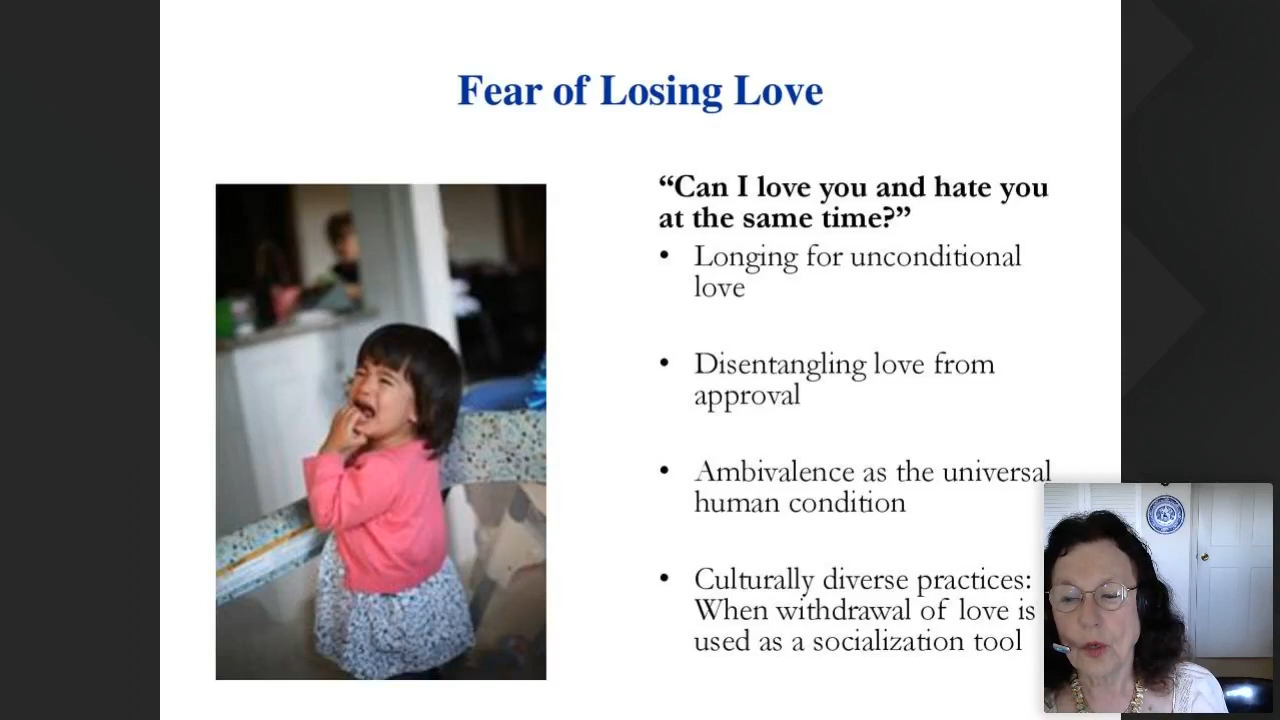 Fear of Losing Love
“Can I love you and hate you
at the same time?”
• Longing for unconditional
love
• Disentangling love from
approval
• Ambivalence as the universal
human condition
• Culturally diverse practices:
When withdrawal of love is
used as a socialization tool